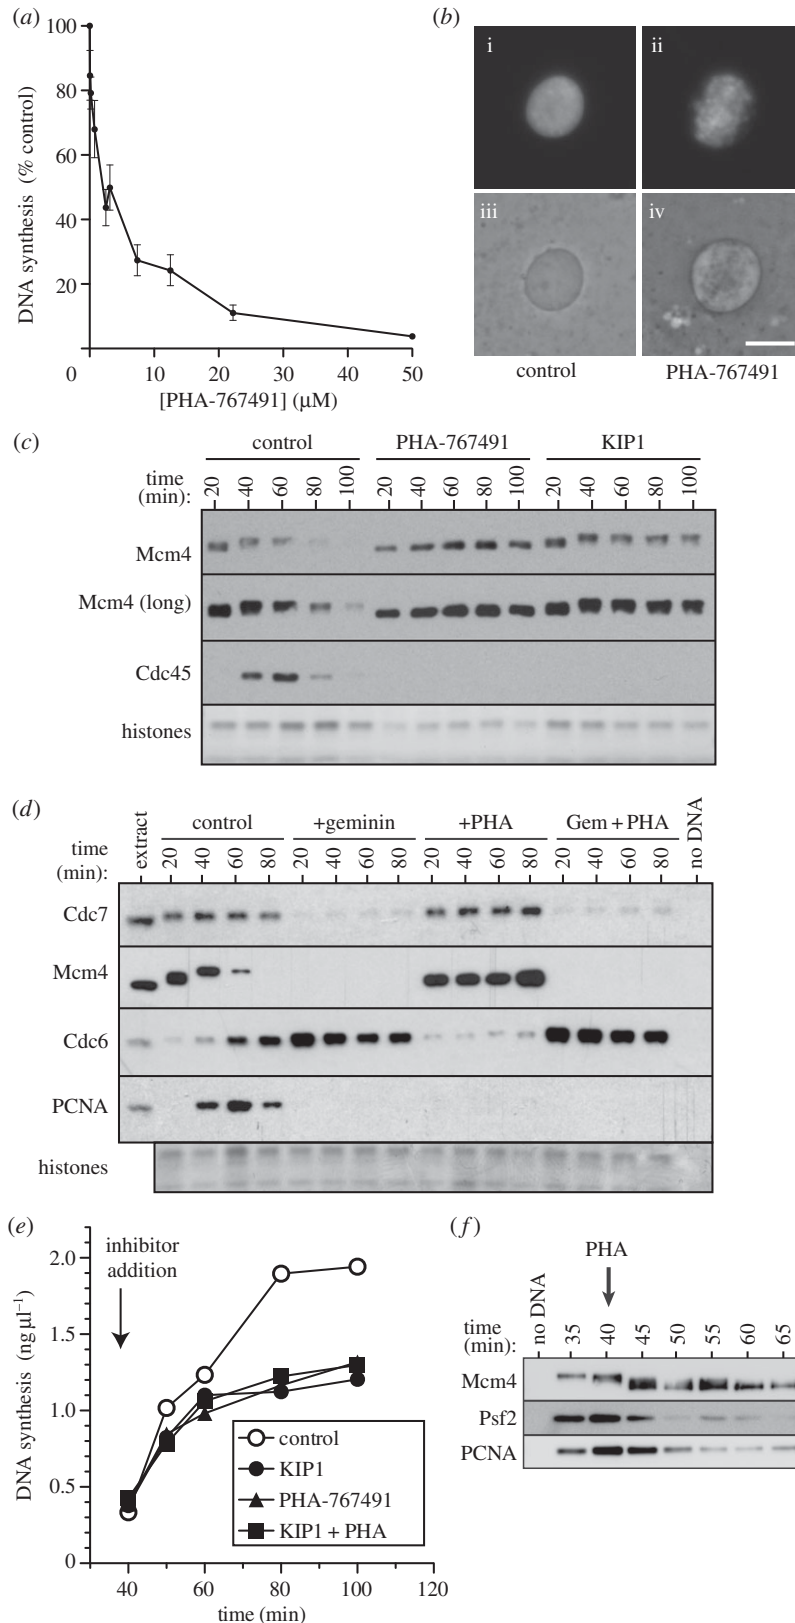 (a)
100
80
60
40
20
0
10
20
30
40
50
DNA synthesis (% control)
[PHA-767491] (μM)
(b)
i
ii
iii
iv
control
PHA-767491
(c)
control
PHA-767491
KIP1
time
(min):
20 40 60 80 100 20 40 60 80 100 20 40 60 80 100
Mcm4
Mcm4 (long)
Cdc45
histones
(d)
extract
control
+geminin
+PHA
Gem + PHA
no DNA
time
(min):
20 40 60 80 20 40 60 80 20 40 60 80 20 40 60 80
Cdc7
Mcm4
Cdc6
PCNA
histones
(e)
inhibitor
addition
2.0
1.5
1.0
0.5
0
DNA synthesis (ng μl⁻¹)
control
KIP1
PHA-767491
KIP1 + PHA
40 60 80 100 120
time (min)
(f)
PHA
no DNA
time
(min):
35 40 45 50 55 60 65
Mcm4
Psf2
PCNA